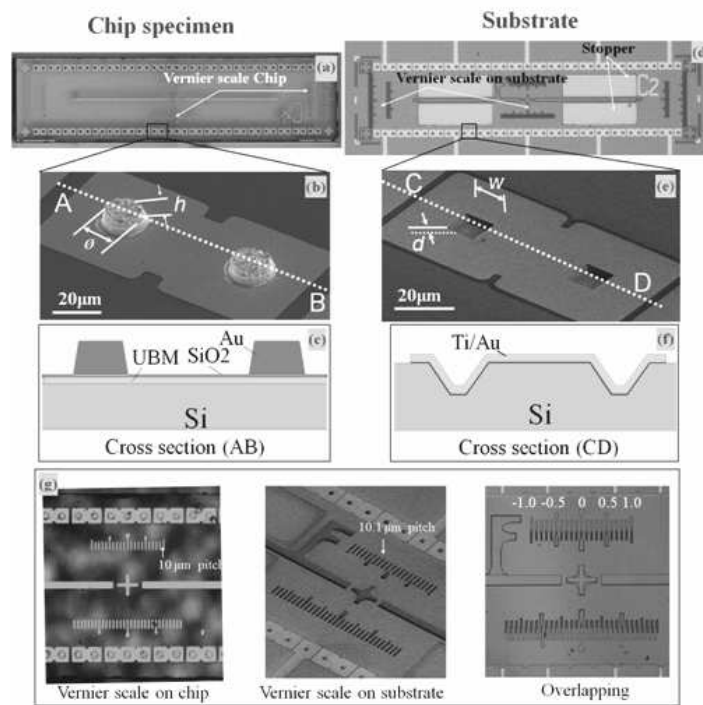 Chip specimen
Substrate
(a)
Vernier scale Chip
Stopper
(d
Vernier scale on substrate
C2
(b)
A
h
ø
B
20µm
(e)
C
w
d
D
20µm
(c)
Au
UBM
SiO2
Si
Cross section (AB)
(f)
Ti/Au
Si
Cross section (CD)
(g)
10 µm pitch
Vernier scale on chip
10.1 µm pitch
Vernier scale on substrate
-1.0 -0.5 0 0.5 1.0
Overlapping